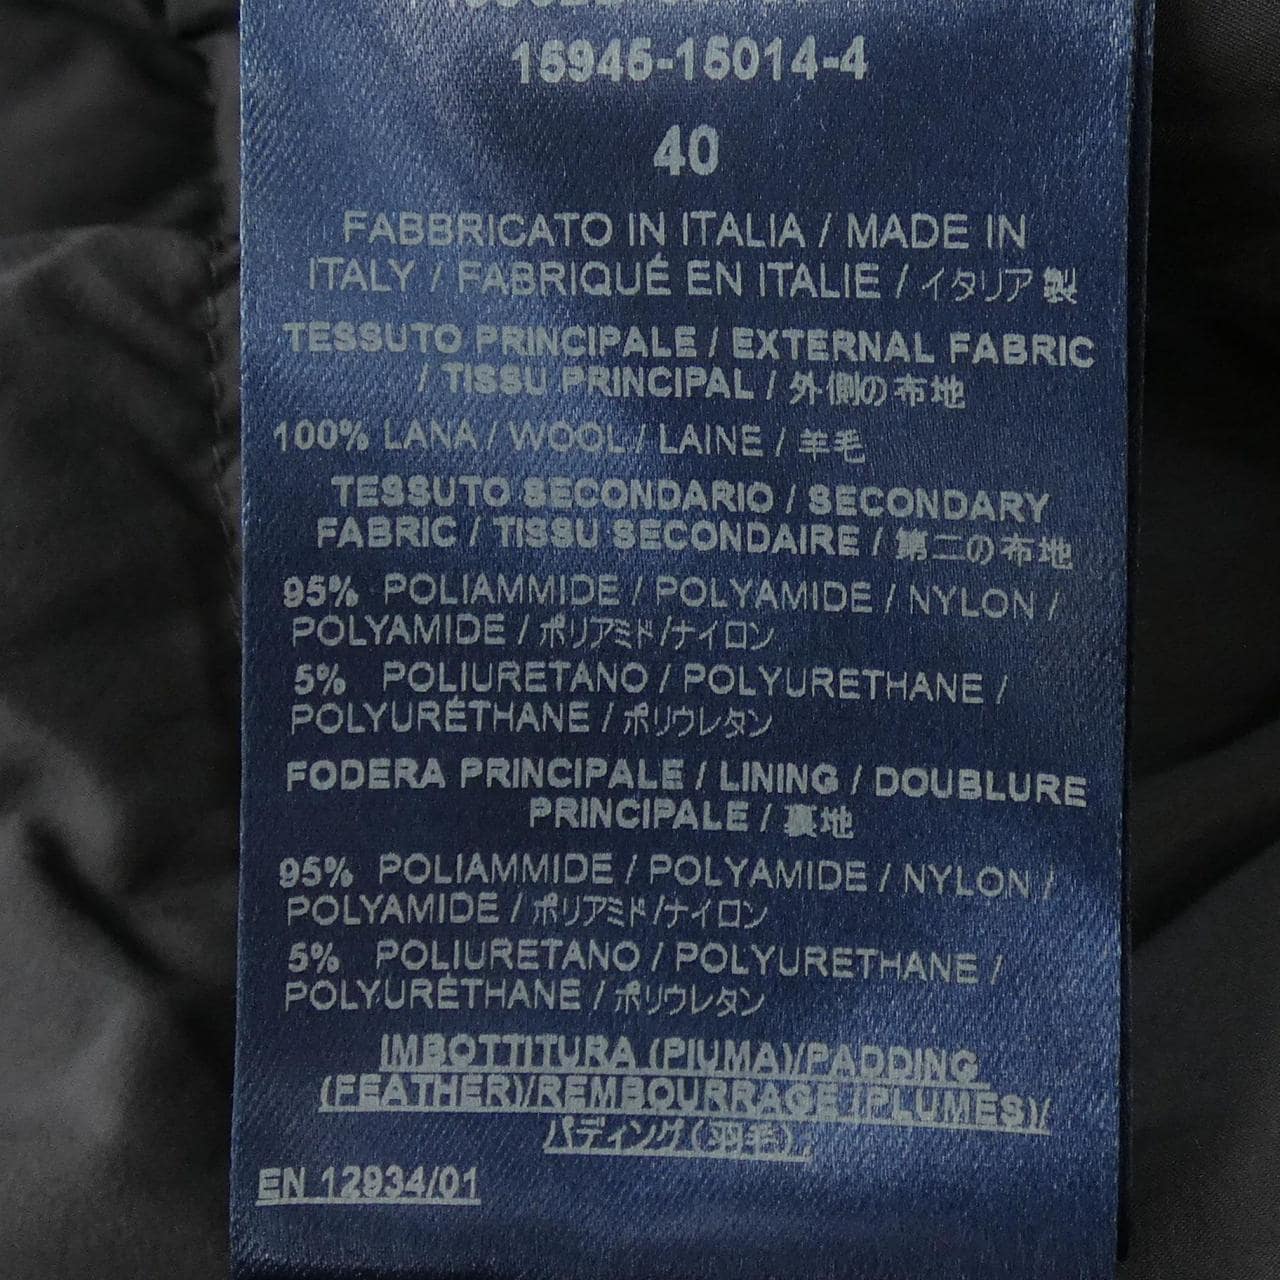 15945-15014-4
40
FABBRICATO IN ITALIA / MADE IN
ITALY / FABRIQUÉ EN ITALIE / イタリア製
TESSUTO PRINCIPALE / EXTERNAL FABRIC
/ TISSU PRINCIPAL / 外側の布地
100% LANA / WOOL / LAINE / 羊毛
TESSUTO SECONDARIO / SECONDARY
FABRIC / TISSU SECONDAIRE / 第二の布地
95% POLIAMMIDE / POLYAMIDE / NYLON /
POLYAMIDE / ポリアミド/ナイロン
5% POLIURETANO / POLYURETHANE /
POLYURÉTHANE / ポリウレタン
FODERA PRINCIPALE / LINING / DOUBLURE
PRINCIPALE / 裏地
95% POLIAMMIDE / POLYAMIDE / NYLON /
POLYAMIDE / ポリアミド/ナイロン
5% POLIURETANO / POLYURETHANE /
POLYURÉTHANE / ポリウレタン
IMBOTTITURA (PIUMA)/PADDING
(FEATHER)/REMBOURRAGE (PLUMES)/
パディング(羽毛).
EN 12934/01